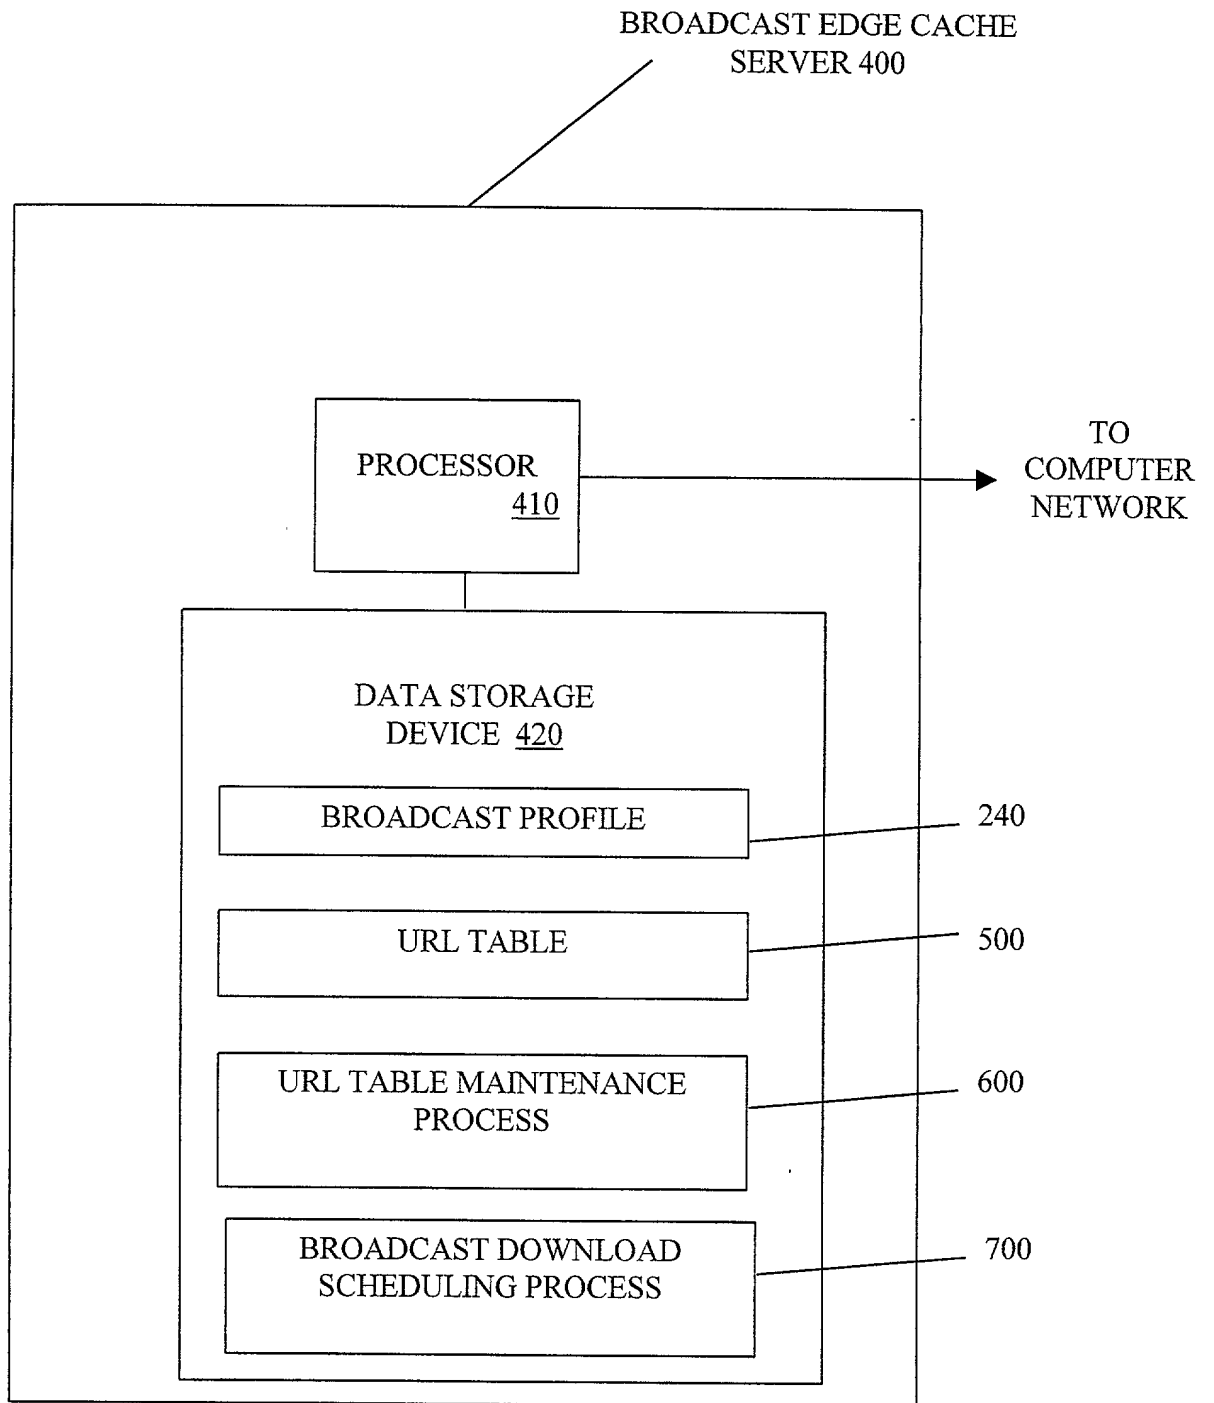 BROADCAST EDGE CACHE
SERVER 400
PROCESSOR
410
TO
COMPUTER
NETWORK
DATA STORAGE
DEVICE 420
BROADCAST PROFILE
240
URL TABLE
500
URL TABLE MAINTENANCE
PROCESS
600
BROADCAST DOWNLOAD
SCHEDULING PROCESS
700